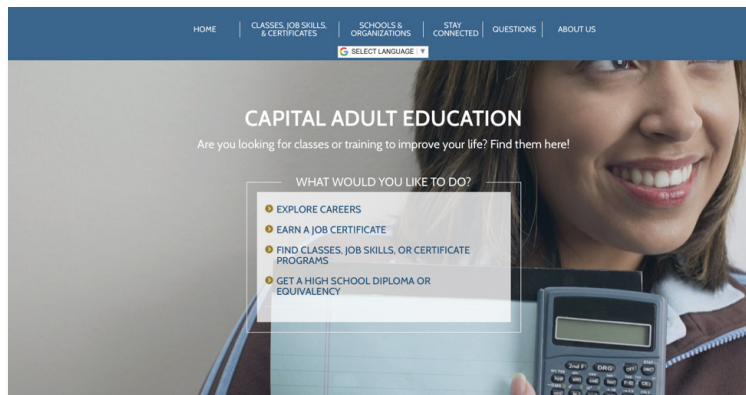 HOME
CLASSES, JOB SKILLS,
& CERTIFICATES
SCHOOLS &
ORGANIZATIONS
STAY
CONNECTED
QUESTIONS
ABOUT US
SELECT LANGUAGE
CAPITAL ADULT EDUCATION
Are you looking for classes or training to improve your life? Find them here!
WHAT WOULD YOU LIKE TO DO?
EXPLORE CAREERS
EARN A JOB CERTIFICATE
FIND CLASSES, JOB SKILLS, OR CERTIFICATE
PROGRAMS
GET A HIGH SCHOOL DIPLOMA OR
EQUIVALENCY
2nd F DRG